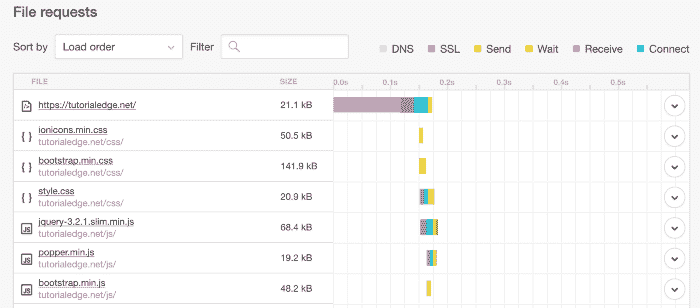 File requests
Sort by Load order Filter DNS SSL Send Wait Receive Connect
FILE SIZE 0.0s 0.1s 0.2s 0.3s 0.4s 0.5s
https://tutorialedge.net/ 21.1 kB
ionicons.min.css 50.5 kB
tutorialedge.net/css/
bootstrap.min.css 141.9 kB
tutorialedge.net/css/
style.css 20.9 kB
tutorialedge.net/css/
jquery-3.2.1.slim.min.js 68.4 kB
tutorialedge.net/js/
popper.min.js 19.2 kB
tutorialedge.net/js/
bootstrap.min.js 48.2 kB
tutorialedge.net/js/